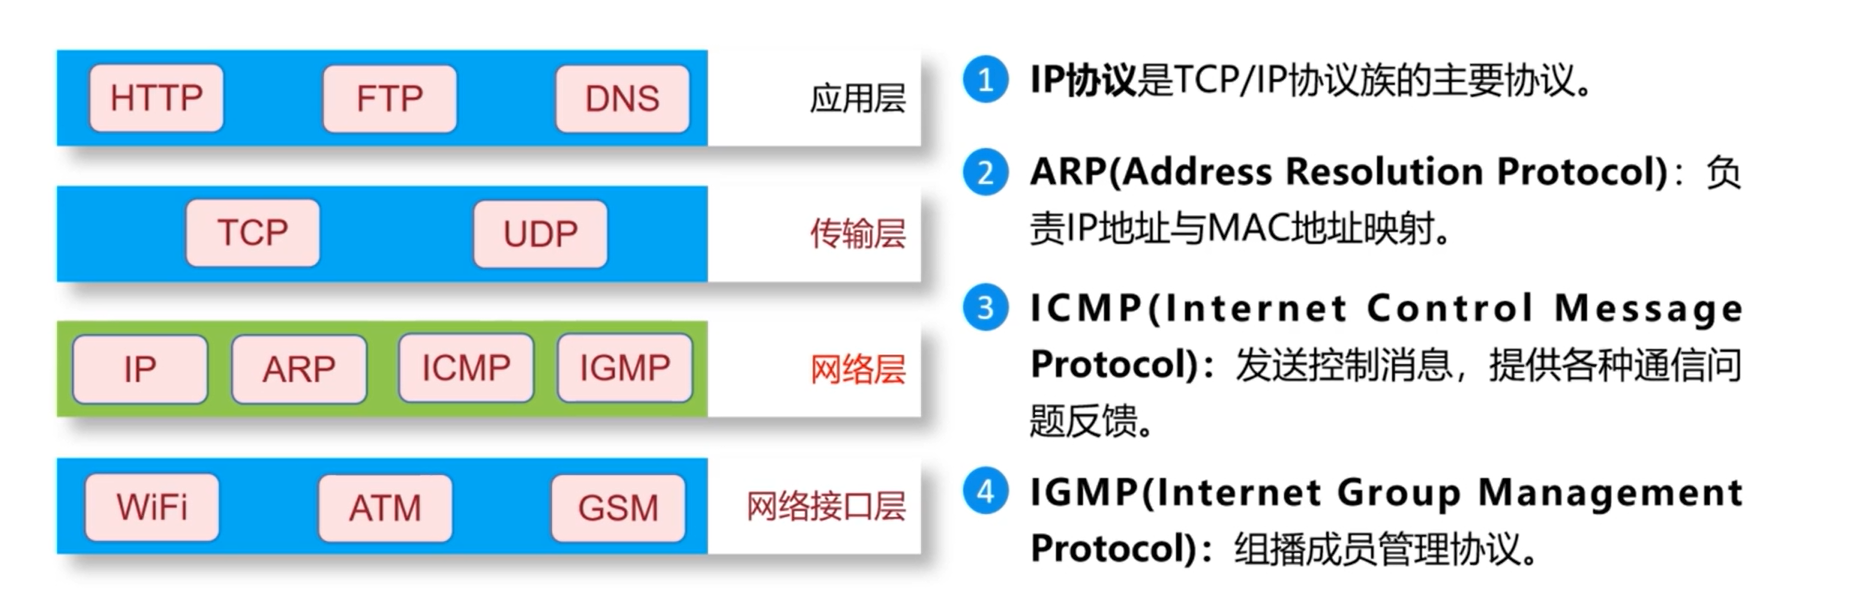 HTTP FTP DNS 应用层
TCP UDP 传输层
IP ARP ICMP IGMP 网络层
WiFi ATM GSM 网络接口层
1 IP协议是TCP/IP协议族的主要协议。
2 ARP(Address Resolution Protocol)：负
责IP地址与MAC地址映射。
3 ICMP(Internet Control Message
Protocol)：发送控制消息，提供各种通信问
题反馈。
4 IGMP(Internet Group Management
Protocol)：组播成员管理协议。